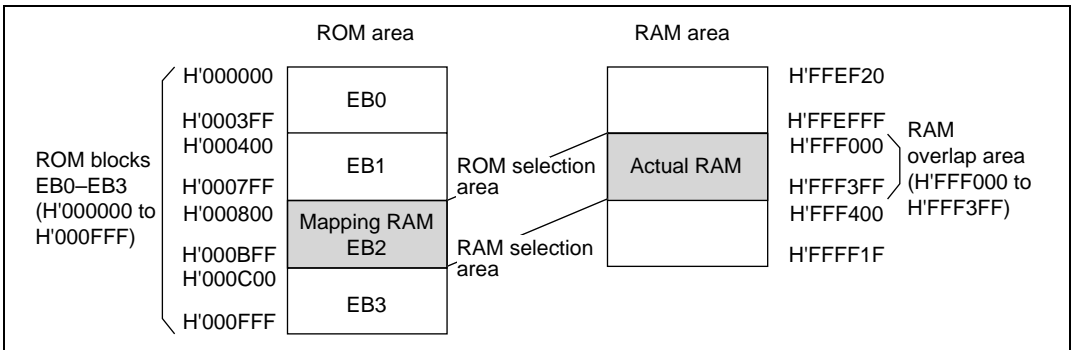 ROM area
RAM area
H'000000
H'0003FF
H'000400
H'0007FF
H'000800
H'000BFF
H'000C00
H'000FFF
ROM blocks
EB0–EB3
(H'000000 to
H'000FFF)
EB0
EB1
Mapping RAM
EB2
EB3
ROM selection
area
RAM selection
area
Actual RAM
H'FFEF20
H'FFEFFF
H'FFF000
H'FFF3FF
H'FFF400
H'FFFF1F
RAM
overlap area
(H'FFF000 to
H'FFF3FF)